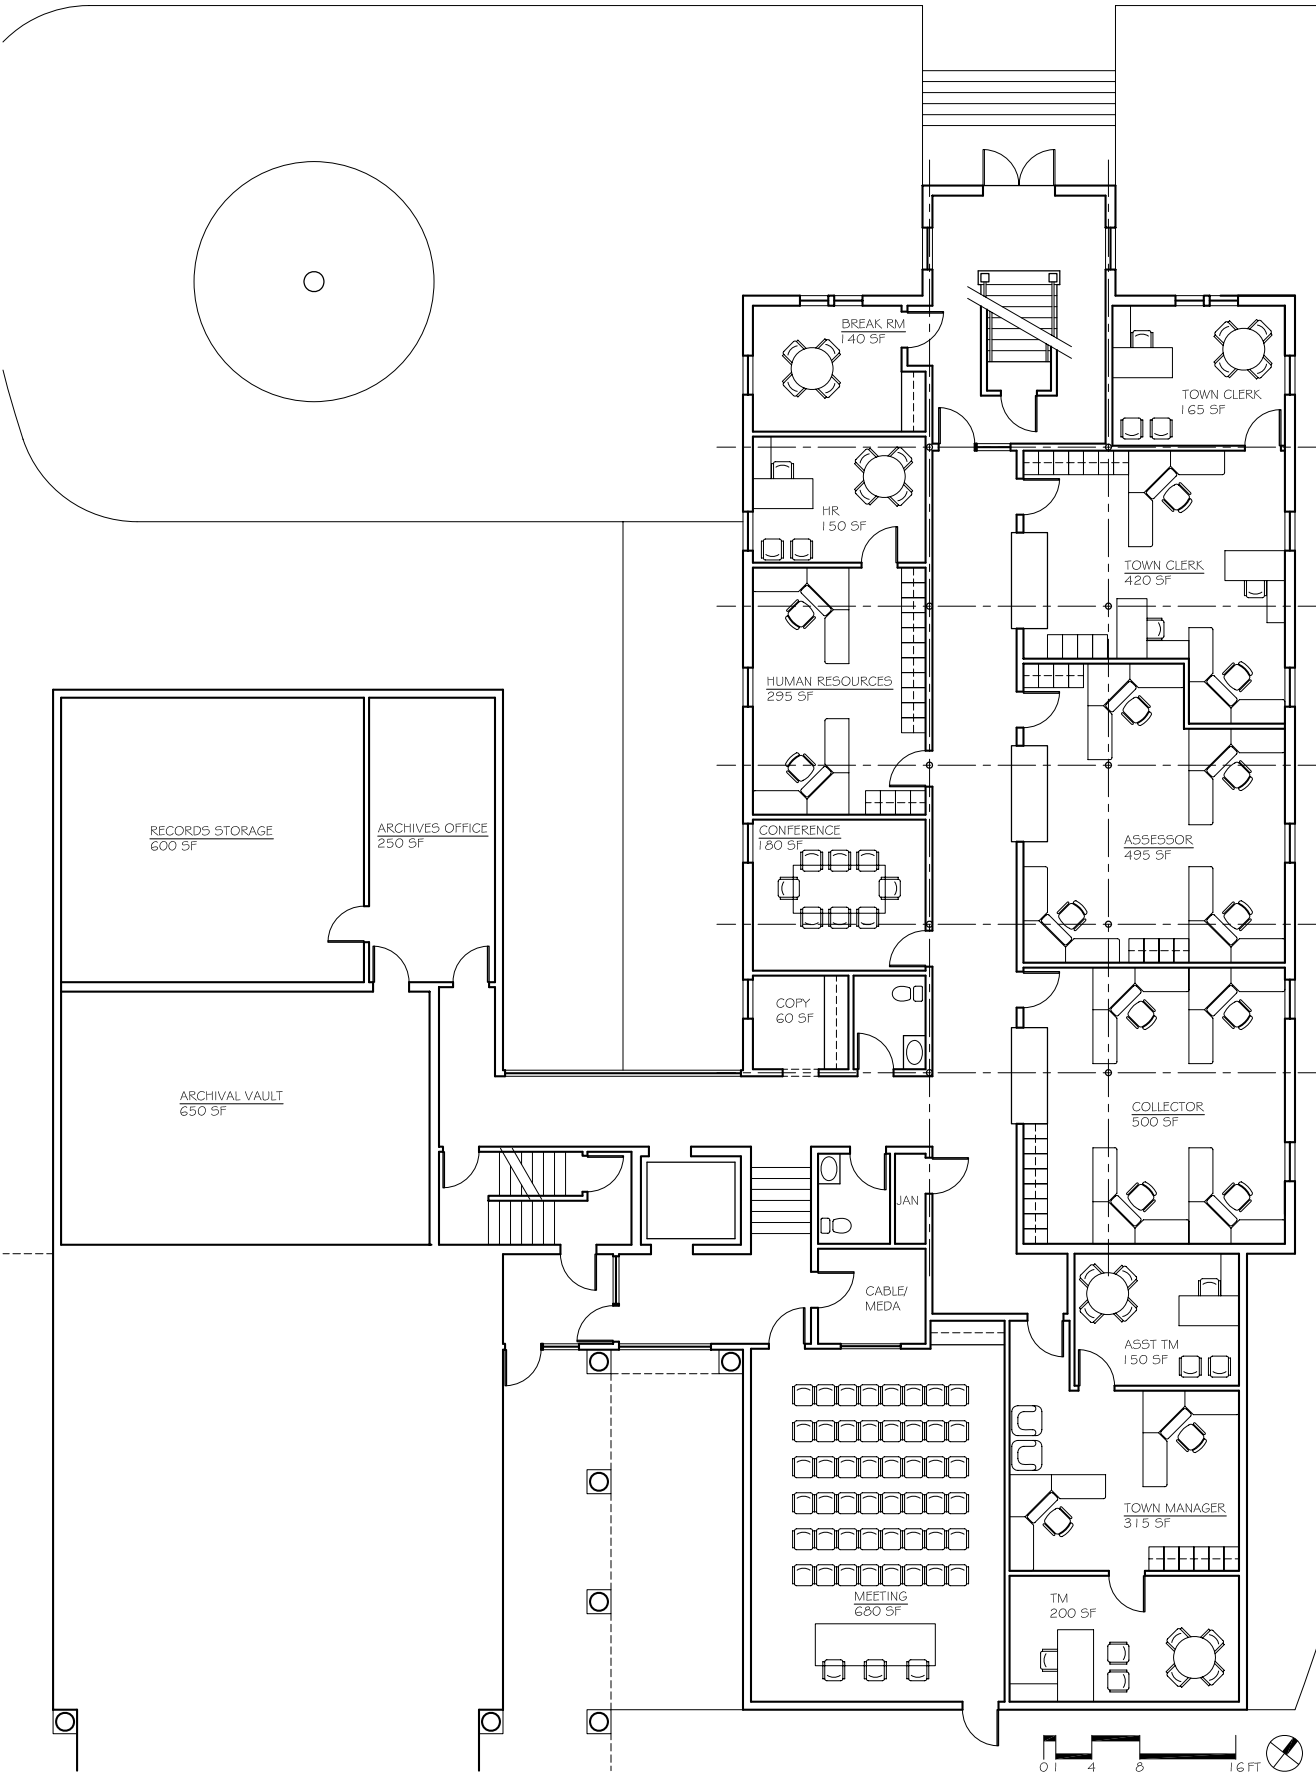 BREAK RM
140 SF
TOWN CLERK
165 SF
HR
150 SF
TOWN CLERK
420 SF
HUMAN RESOURCES
295 SF
RECORDS STORAGE
600 SF
ARCHIVES OFFICE
250 SF
CONFERENCE
180 SF
ASSESSOR
495 SF
COPY
60 SF
ARCHIVAL VAULT
650 SF
COLLECTOR
500 SF
JAN
CABLE/
MEDA
ASST TM
150 SF
TOWN MANAGER
315 SF
MEETING
680 SF
TM
200 SF
0 1 4 8 16 FT